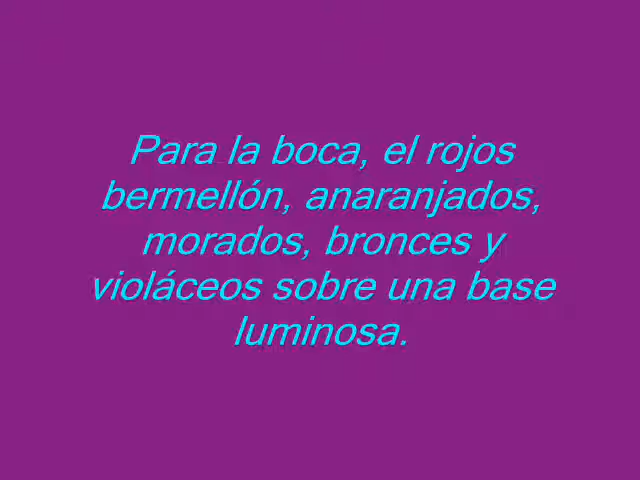 Para la boca, el rojos
bermellón, anaranjados,
morados, bronces y
violáceos sobre una base
luminosa.